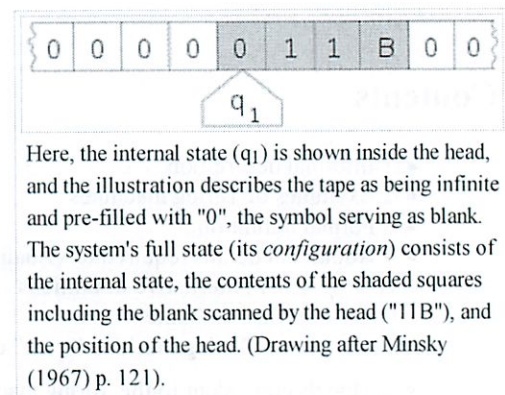 0 0 0 0 0 1 1 B 0 0
q1
Here, the internal state (q1) is shown inside the head,
and the illustration describes the tape as being infinite
and pre-filled with "0", the symbol serving as blank.
The system's full state (its configuration) consists of
the internal state, the contents of the shaded squares
including the blank scanned by the head ("11B"), and
the position of the head. (Drawing after Minsky
(1967) p. 121).